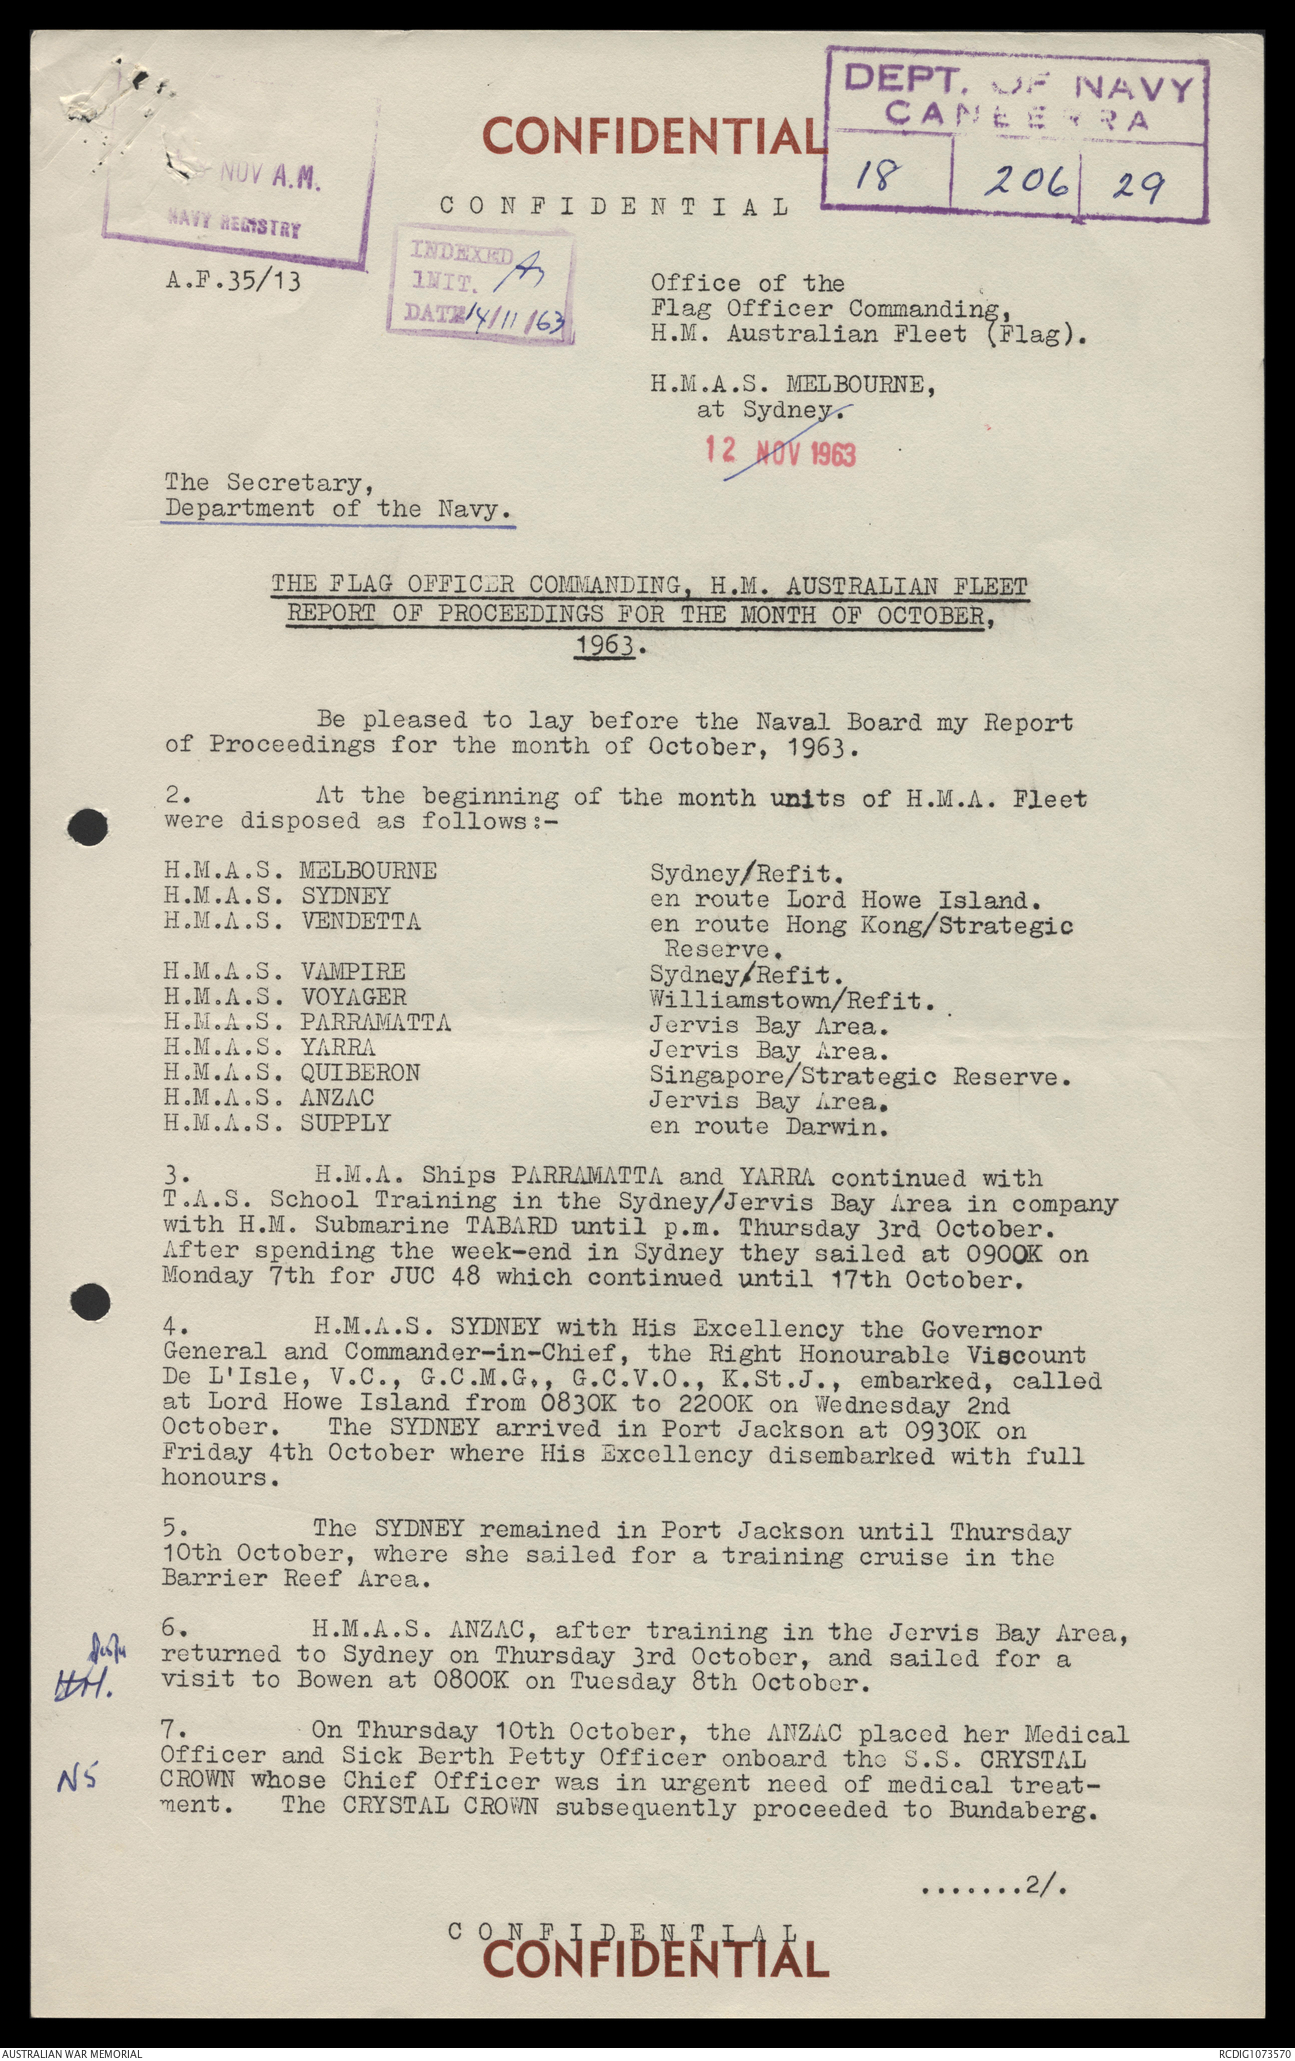 DEPT. OF NAVY
CANBERRA
18 206 29
CONFIDENTIAL
CONFIDENTIAL
NOV A.M.
NAVY REGISTRY
INDEXED
INIT.
DATE 14/11/63
A.F.35/13
Office of the
Flag Officer Commanding,
H.M. Australian Fleet (Flag).
H.M.A.S. MELBOURNE,
at Sydney.
12 NOV 1963
The Secretary,
Department of the Navy.
THE FLAG OFFICER COMMANDING, H.M. AUSTRALIAN FLEET
REPORT OF PROCEEDINGS FOR THE MONTH OF OCTOBER,
1963.
Be pleased to lay before the Naval Board my Report
of Proceedings for the month of October, 1963.
2. At the beginning of the month units of H.M.A. Fleet
were disposed as follows:-
H.M.A.S. MELBOURNE Sydney/Refit.
H.M.A.S. SYDNEY en route Lord Howe Island.
H.M.A.S. VENDETTA en route Hong Kong/Strategic
Reserve.
H.M.A.S. VAMPIRE Sydney/Refit.
H.M.A.S. VOYAGER Williamstown/Refit.
H.M.A.S. PARRAMATTA Jervis Bay Area.
H.M.A.S. YARRA Jervis Bay Area.
H.M.A.S. QUIBERON Singapore/Strategic Reserve.
H.M.A.S. ANZAC Jervis Bay Area.
H.M.A.S. SUPPLY en route Darwin.
3. H.M.A. Ships PARRAMATTA and YARRA continued with
T.A.S. School Training in the Sydney/Jervis Bay Area in company
with H.M. Submarine TABARD until p.m. Thursday 3rd October.
After spending the week-end in Sydney they sailed at 0900K on
Monday 7th for JUC 48 which continued until 17th October.
4. H.M.A.S. SYDNEY with His Excellency the Governor
General and Commander-in-Chief, the Right Honourable Viscount
De L'Isle, V.C., G.C.M.G., G.C.V.O., K.St.J., embarked, called
at Lord Howe Island from 0830K to 2200K on Wednesday 2nd
October. The SYDNEY arrived in Port Jackson at 0930K on
Friday 4th October where His Excellency disembarked with full
honours.
5. The SYDNEY remained in Port Jackson until Thursday
10th October, where she sailed for a training cruise in the
Barrier Reef Area.
6. H.M.A.S. ANZAC, after training in the Jervis Bay Area,
returned to Sydney on Thursday 3rd October, and sailed for a
visit to Bowen at 0800K on Tuesday 8th October.
7. On Thursday 10th October, the ANZAC placed her Medical
Officer and Sick Berth Petty Officer onboard the S.S. CRYSTAL
N5
CROWN whose Chief Officer was in urgent need of medical treat-
ment. The CRYSTAL CROWN subsequently proceeded to Bundaberg.
.......2/.
CONFIDENTIAL
CONFIDENTIAL
AUSTRALIAN WAR MEMORIAL
RCDIG1073570